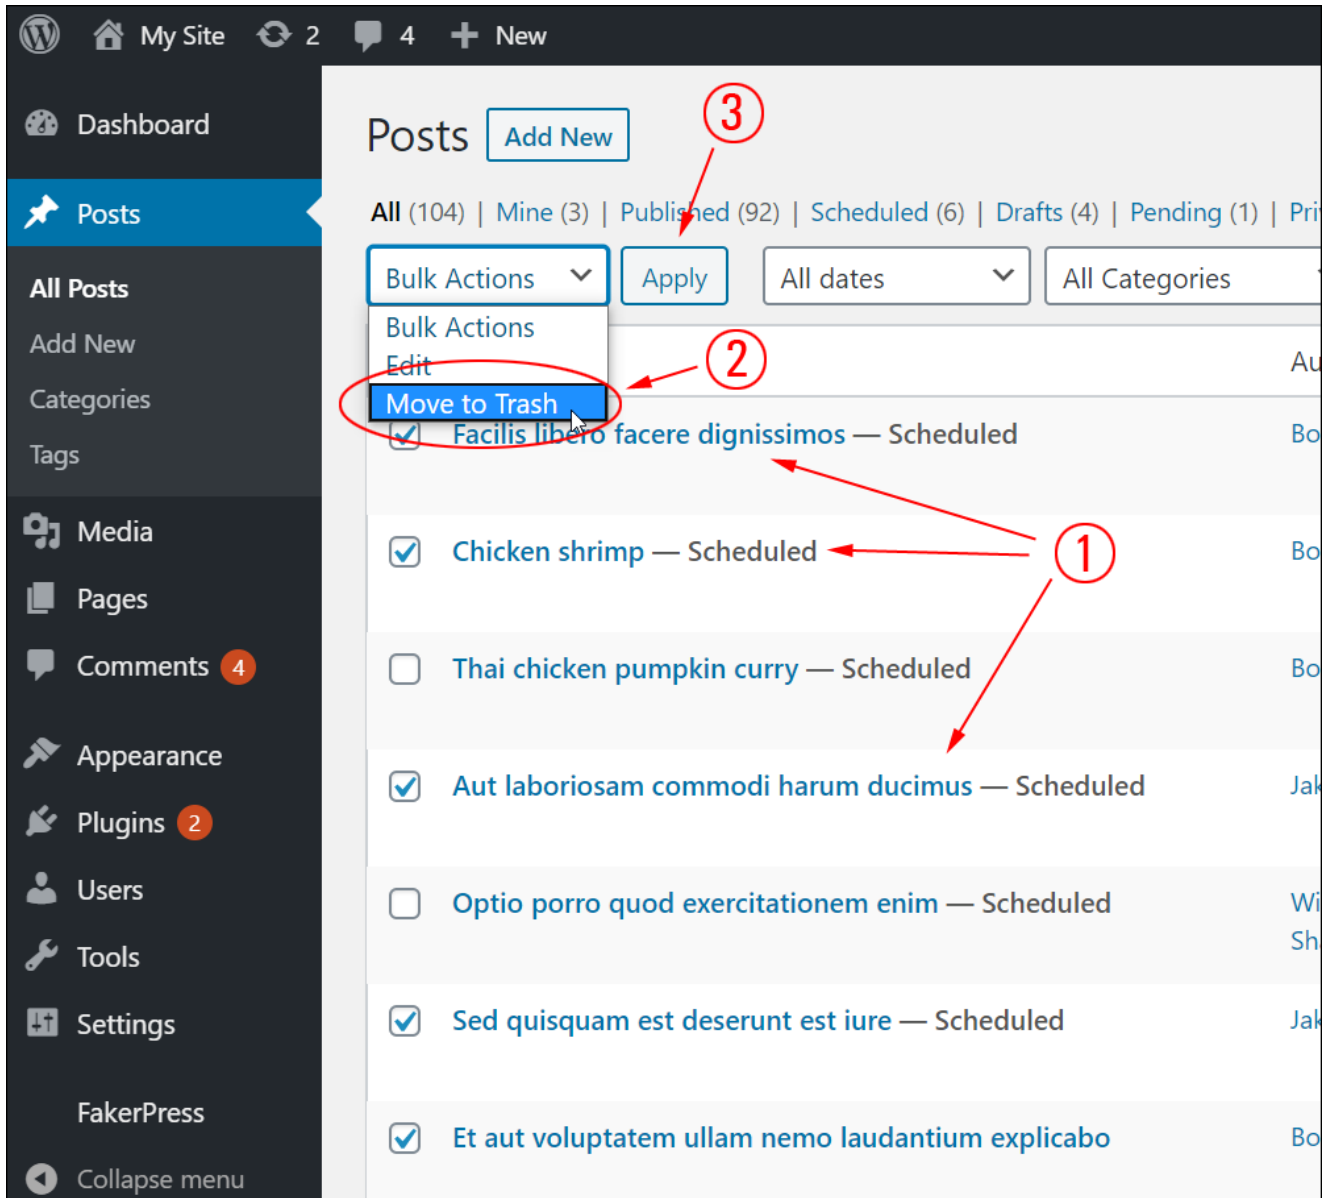 My Site 2 4 New
Dashboard
Posts
All Posts
Add New
Categories
Tags
Media
Pages
Comments 4
Appearance
Plugins 2
Users
Tools
Settings
FakerPress
Collapse menu
Posts Add New
3
All (104) | Mine (3) | Published (92) | Scheduled (6) | Drafts (4) | Pending (1) |
Bulk Actions Apply All dates All Categories
Bulk Actions
Edit
2
Move to Trash
Facilis libero facere dignissimos — Scheduled
1
Chicken shrimp — Scheduled
Thai chicken pumpkin curry — Scheduled
Aut laboriosam commodi harum ducimus — Scheduled
Optio porro quod exercitationem enim — Scheduled
Sed quisquam est deserunt est iure — Scheduled
Et aut voluptatem ullam nemo laudantium explicabo